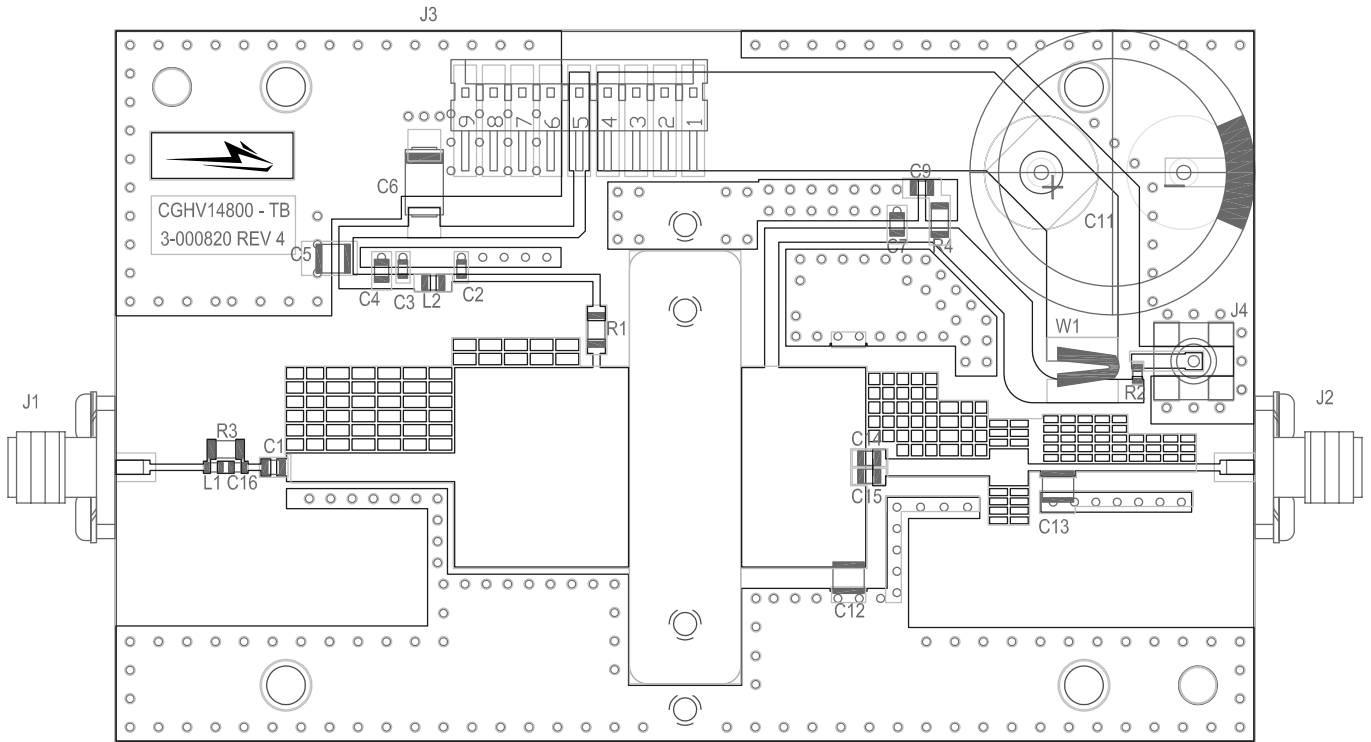 J3
9 8 7 6 5 4 3 2 1
C6
C9
CGHV14800 - TB
3-000820 REV 4
C11
+
C7
R4
C5
C4
C3
L2
C2
J4
R1
W1
R2
J1
J2
R3
C1
C14
L1
C16
C15
C13
C12